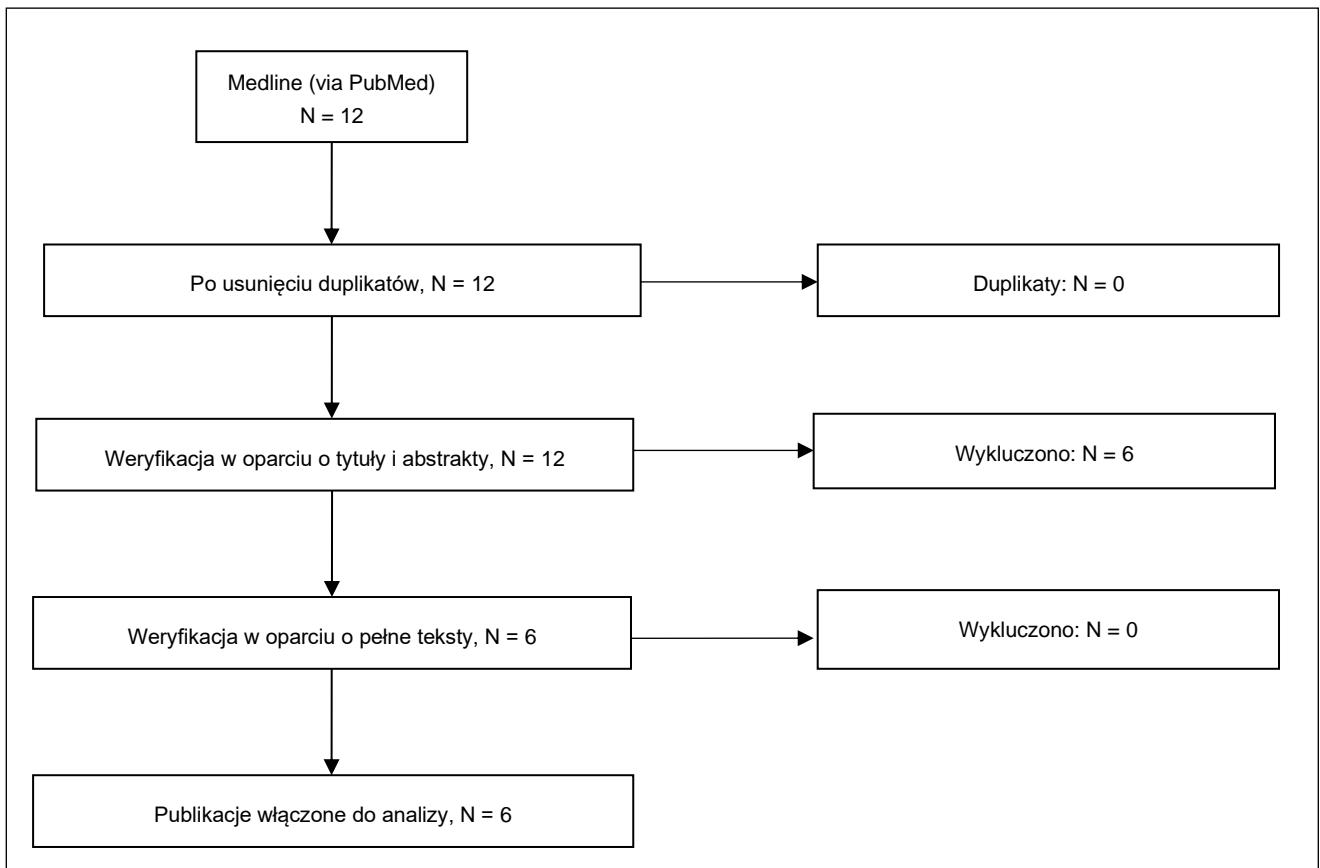 Medline (via PubMed)
N = 12
Po usunięciu duplikatów, N = 12
Duplikaty: N = 0
Weryfikacja w oparciu o tytuły i abstrakty, N = 12
Wykluczono: N = 6
Weryfikacja w oparciu o pełne teksty, N = 6
Wykluczono: N = 0
Publikacje włączone do analizy, N = 6